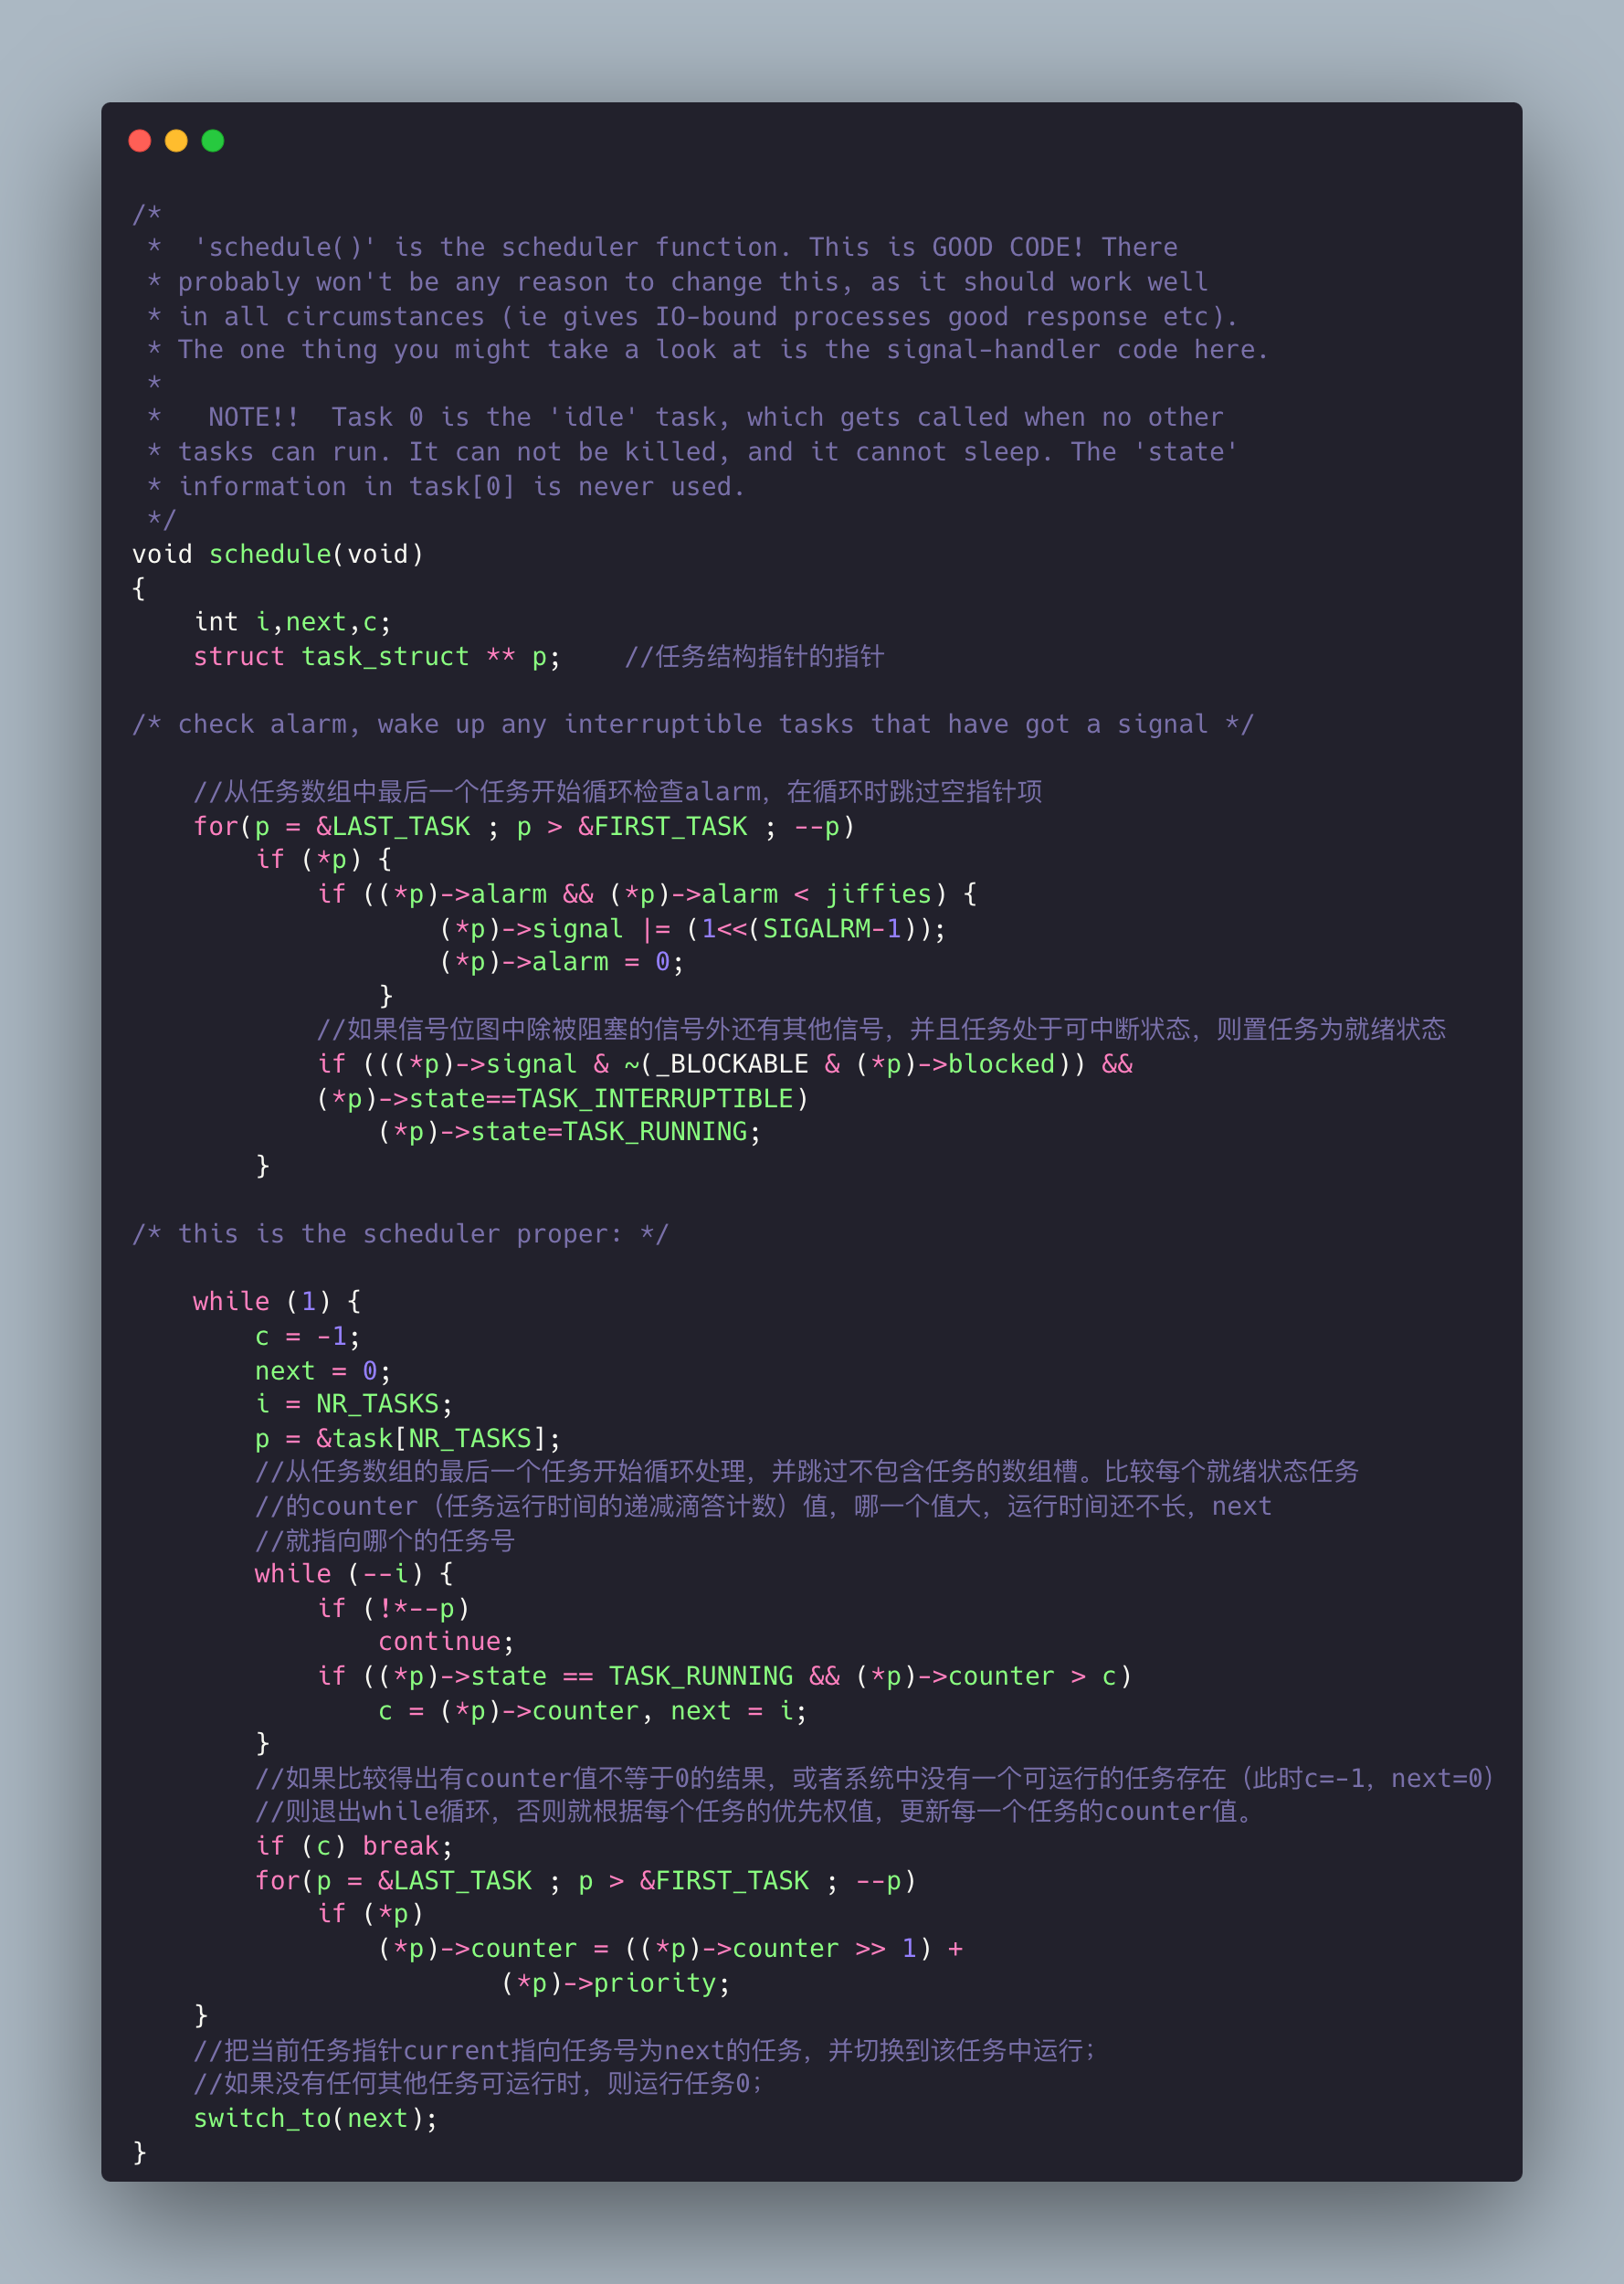 /*
 *  'schedule()' is the scheduler function. This is GOOD CODE! There
 * probably won't be any reason to change this, as it should work well
 * in all circumstances (ie gives IO-bound processes good response etc).
 * The one thing you might take a look at is the signal-handler code here.
 *
 *   NOTE!!  Task 0 is the 'idle' task, which gets called when no other
 * tasks can run. It can not be killed, and it cannot sleep. The 'state'
 * information in task[0] is never used.
 */
void schedule(void)
{
    int i,next,c;
    struct task_struct ** p;    //任务结构指针的指针

/* check alarm, wake up any interruptible tasks that have got a signal */

    //从任务数组中最后一个任务开始循环检查alarm，在循环时跳过空指针项
    for(p = &LAST_TASK ; p > &FIRST_TASK ; --p)
        if (*p) {
            if ((*p)->alarm && (*p)->alarm < jiffies) {
                    (*p)->signal |= (1<<(SIGALRM-1));
                    (*p)->alarm = 0;
                }
            //如果信号位图中除被阻塞的信号外还有其他信号，并且任务处于可中断状态，则置任务为就绪状态
            if (((*p)->signal & ~(_BLOCKABLE & (*p)->blocked)) &&
            (*p)->state==TASK_INTERRUPTIBLE)
                (*p)->state=TASK_RUNNING;
        }

/* this is the scheduler proper: */

    while (1) {
        c = -1;
        next = 0;
        i = NR_TASKS;
        p = &task[NR_TASKS];
        //从任务数组的最后一个任务开始循环处理，并跳过不包含任务的数组槽。比较每个就绪状态任务
        //的counter（任务运行时间的递减滴答计数）值，哪一个值大，运行时间还不长，next
        //就指向哪个的任务号
        while (--i) {
            if (!*--p)
                continue;
            if ((*p)->state == TASK_RUNNING && (*p)->counter > c)
                c = (*p)->counter, next = i;
        }
        //如果比较得出有counter值不等于0的结果，或者系统中没有一个可运行的任务存在（此时c=-1，next=0）
        //则退出while循环，否则就根据每个任务的优先权值，更新每一个任务的counter值。
        if (c) break;
        for(p = &LAST_TASK ; p > &FIRST_TASK ; --p)
            if (*p)
                (*p)->counter = ((*p)->counter >> 1) +
                        (*p)->priority;
    }
    //把当前任务指针current指向任务号为next的任务，并切换到该任务中运行；
    //如果没有任何其他任务可运行时，则运行任务0；
    switch_to(next);
}